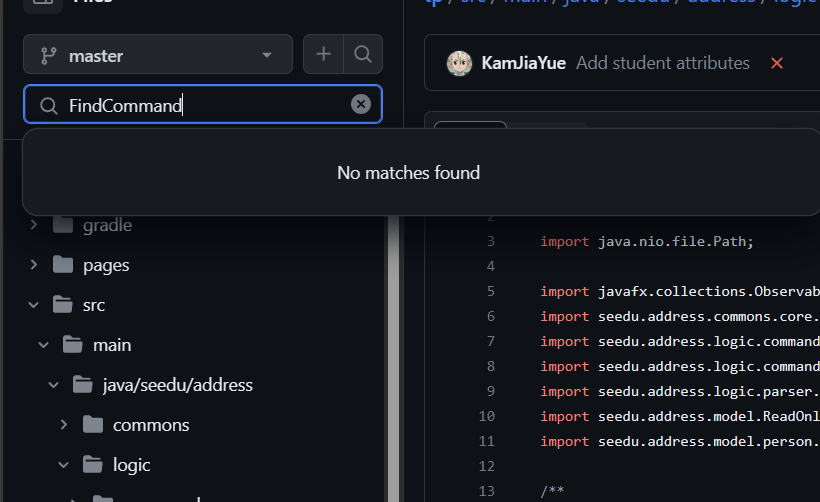 Files
tp / src / main / java / seedu / address / logic
master
KamJiaYue Add student attributes
FindCommand
No matches found
gradle
pages
src
main
java/seedu/address
commons
logic
2
3 import java.nio.file.Path;
4
5 import javafx.collections.Observab
6 import seedu.address.commons.core.
7 import seedu.address.logic.command
8 import seedu.address.logic.command
9 import seedu.address.logic.parser.
10 import seedu.address.model.ReadOnl
11 import seedu.address.model.person.
12
13 /**